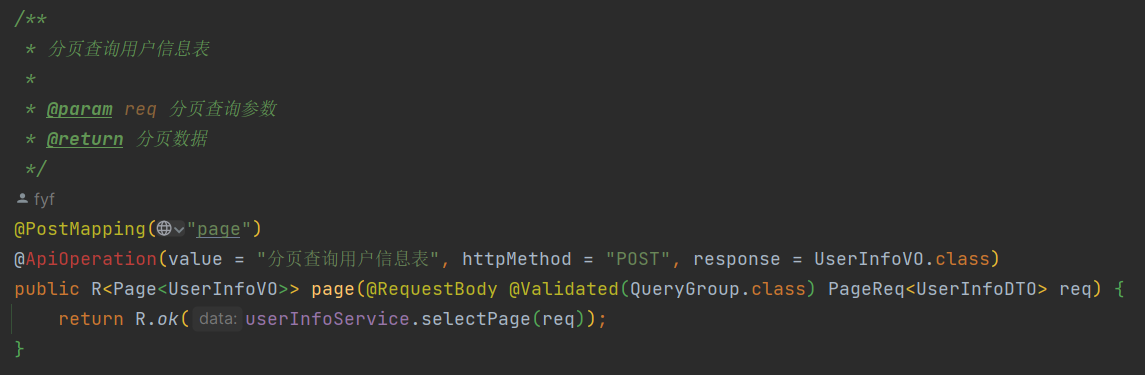 /**
 * 分页查询用户信息表
 *
 * @param req 分页查询参数
 * @return 分页数据
 */
fyf
@PostMapping("page")
@ApiOperation(value = "分页查询用户信息表", httpMethod = "POST", response = UserInfoVO.class)
public R<Page<UserInfoVO>> page(@RequestBody @Validated(QueryGroup.class) PageReq<UserInfoDTO> req) {
    return R.ok( data: userInfoService.selectPage(req));
}